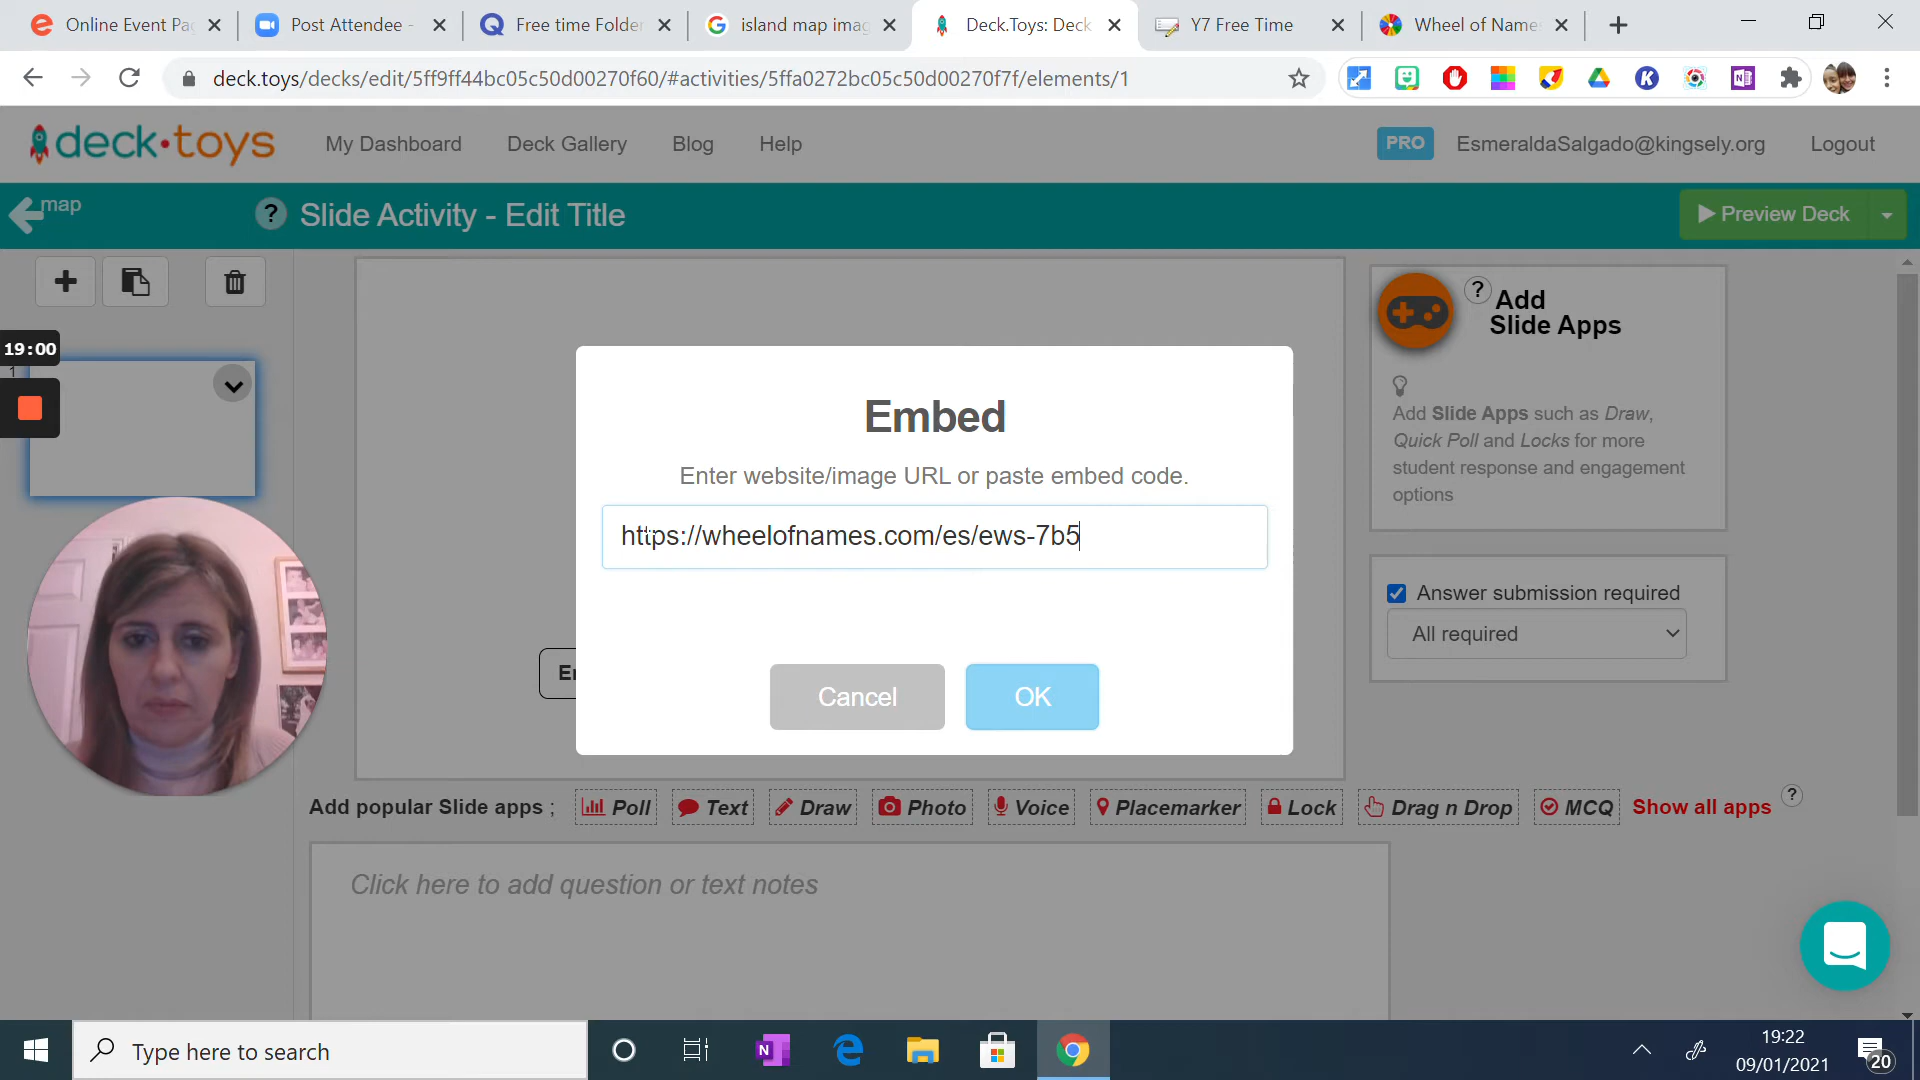 Online Event Pa
Post Attendee -
Free time Folder
island map imag
Deck.Toys: Deck
Y7 Free Time
Wheel of Name
deck.toys/decks/edit/5ff9ff44bc05c50d00270f60/#activities/5ffa0272bc05c50d00270f7f/elements/1
deck.toys
My Dashboard
Deck Gallery
Blog
Help
PRO
EsmeraldaSalgado@kingsely.org
Logout
map
? Slide Activity - Edit Title
Preview Deck
19:00
1
Embed
Enter website/image URL or paste embed code.
https://wheelofnames.com/es/ews-7b5
Cancel
OK
? Add
Slide Apps
Add Slide Apps such as Draw,
Quick Poll and Locks for more
student response and engagement
options
Answer submission required
All required
Add popular Slide apps ;
Poll
Text
Draw
Photo
Voice
Placemarker
Lock
Drag n Drop
MCQ
Show all apps
?
Click here to add question or text notes
Type here to search
19:22
09/01/2021
20